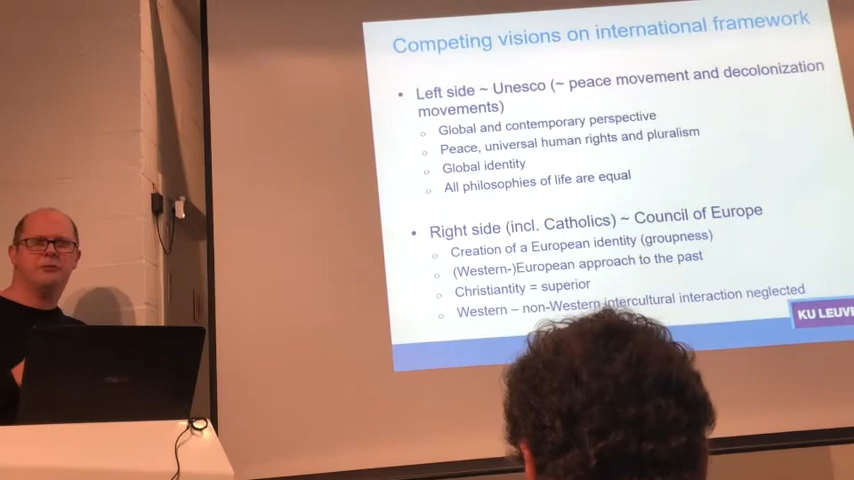 Competing visions on international framework
• Left side ~ Unesco (~ peace movement and decolonization
movements)
○ Global and contemporary perspective
○ Peace, universal human rights and pluralism
○ Global identity
○ All philosophies of life are equal
• Right side (incl. Catholics) ~ Council of Europe
○ Creation of a European identity (groupness)
○ (Western-)European approach to the past
○ Christiantity = superior
○ Western – non-Western intercultural interaction neglected
KU LEUVE